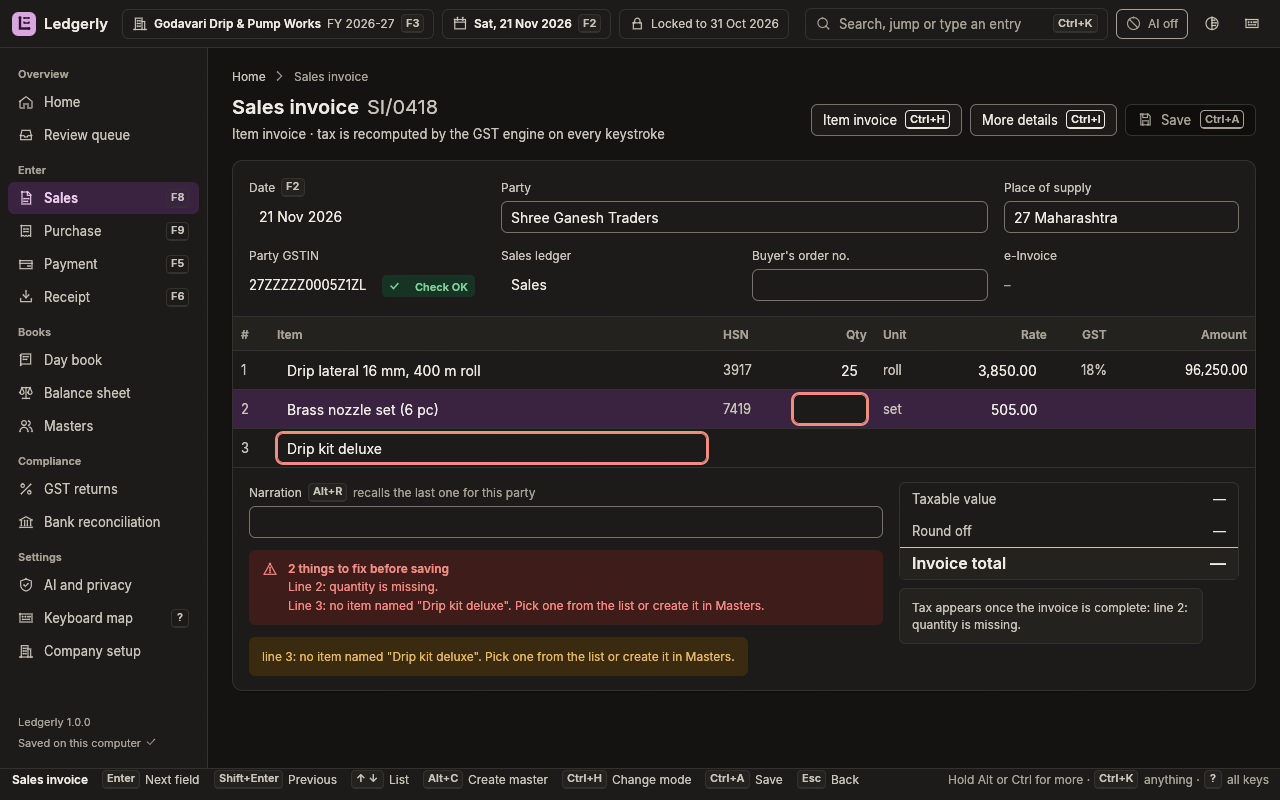 Ledgerly
Godavari Drip & Pump Works FY 2026-27 F3
Sat, 21 Nov 2026 F2
Locked to 31 Oct 2026
Search, jump or type an entry Ctrl+K
AI off
Overview
Home
Review queue
Enter
Sales F8
Purchase F9
Payment F5
Receipt F6
Books
Day book
Balance sheet
Masters
Compliance
GST returns
Bank reconciliation
Settings
AI and privacy
Keyboard map ?
Company setup
Ledgerly 1.0.0
Saved on this computer
Home Sales invoice
Sales invoice SI/0418
Item invoice · tax is recomputed by the GST engine on every keystroke
Item invoice Ctrl+H
More details Ctrl+I
Save Ctrl+A
Date F2 Party Place of supply
21 Nov 2026 Shree Ganesh Traders 27 Maharashtra
Party GSTIN Sales ledger Buyer's order no. e-Invoice
27ZZZZZ0005Z1ZL Check OK Sales –
# Item HSN Qty Unit Rate GST Amount
1 Drip lateral 16 mm, 400 m roll 3917 25 roll 3,850.00 18% 96,250.00
2 Brass nozzle set (6 pc) 7419 set 505.00
3 Drip kit deluxe
Narration Alt+R recalls the last one for this party
2 things to fix before saving
Line 2: quantity is missing.
Line 3: no item named "Drip kit deluxe". Pick one from the list or create it in Masters.
line 3: no item named "Drip kit deluxe". Pick one from the list or create it in Masters.
Taxable value —
Round off —
Invoice total —
Tax appears once the invoice is complete: line 2:
quantity is missing.
Sales invoice Enter Next field Shift+Enter Previous ↑ ↓ List Alt+C Create master Ctrl+H Change mode Ctrl+A Save Esc Back Hold Alt or Ctrl for more · Ctrl+K anything · ? all keys